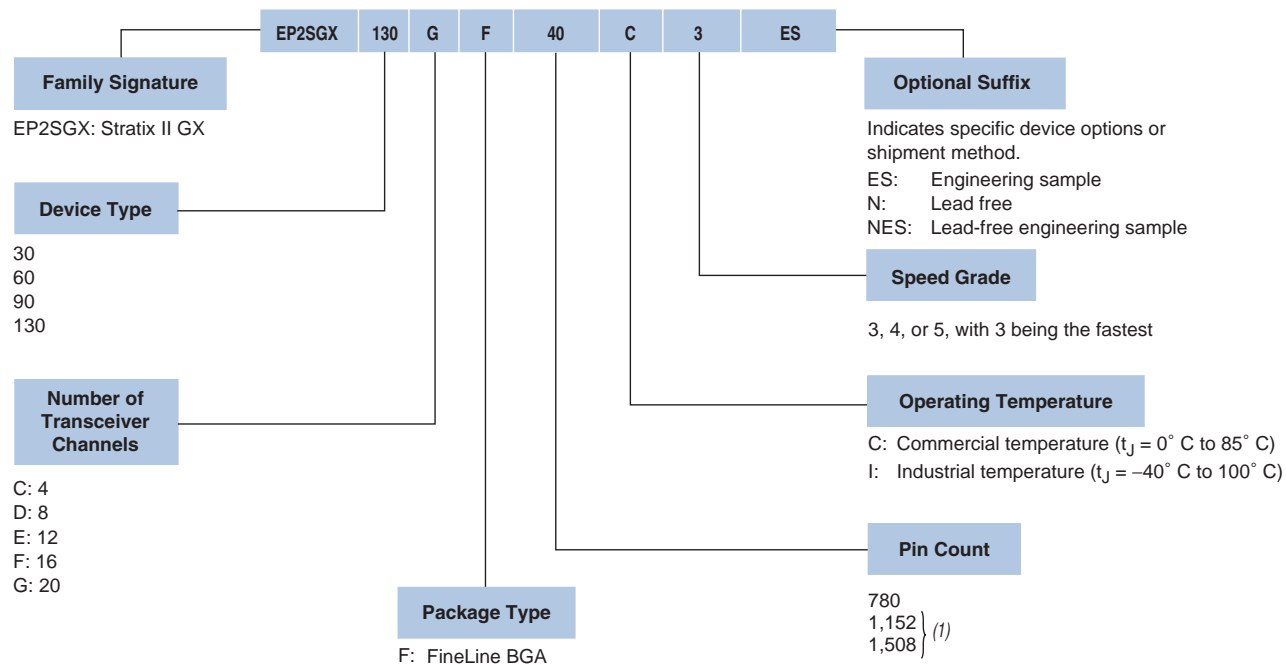 EP2SGX 130 G F 40 C 3 ES
Family Signature
EP2SGX: Stratix II GX
Device Type
30
60
90
130
Number of
Transceiver
Channels
C: 4
D: 8
E: 12
F: 16
G: 20
Package Type
F: FineLine BGA
Optional Suffix
Indicates specific device options or
shipment method.
ES: Engineering sample
N: Lead free
NES: Lead-free engineering sample
Speed Grade
3, 4, or 5, with 3 being the fastest
Operating Temperature
C: Commercial temperature (tJ = 0° C to 85° C)
I: Industrial temperature (tJ = −40° C to 100° C)
Pin Count
780
1,152
1,508
(1)